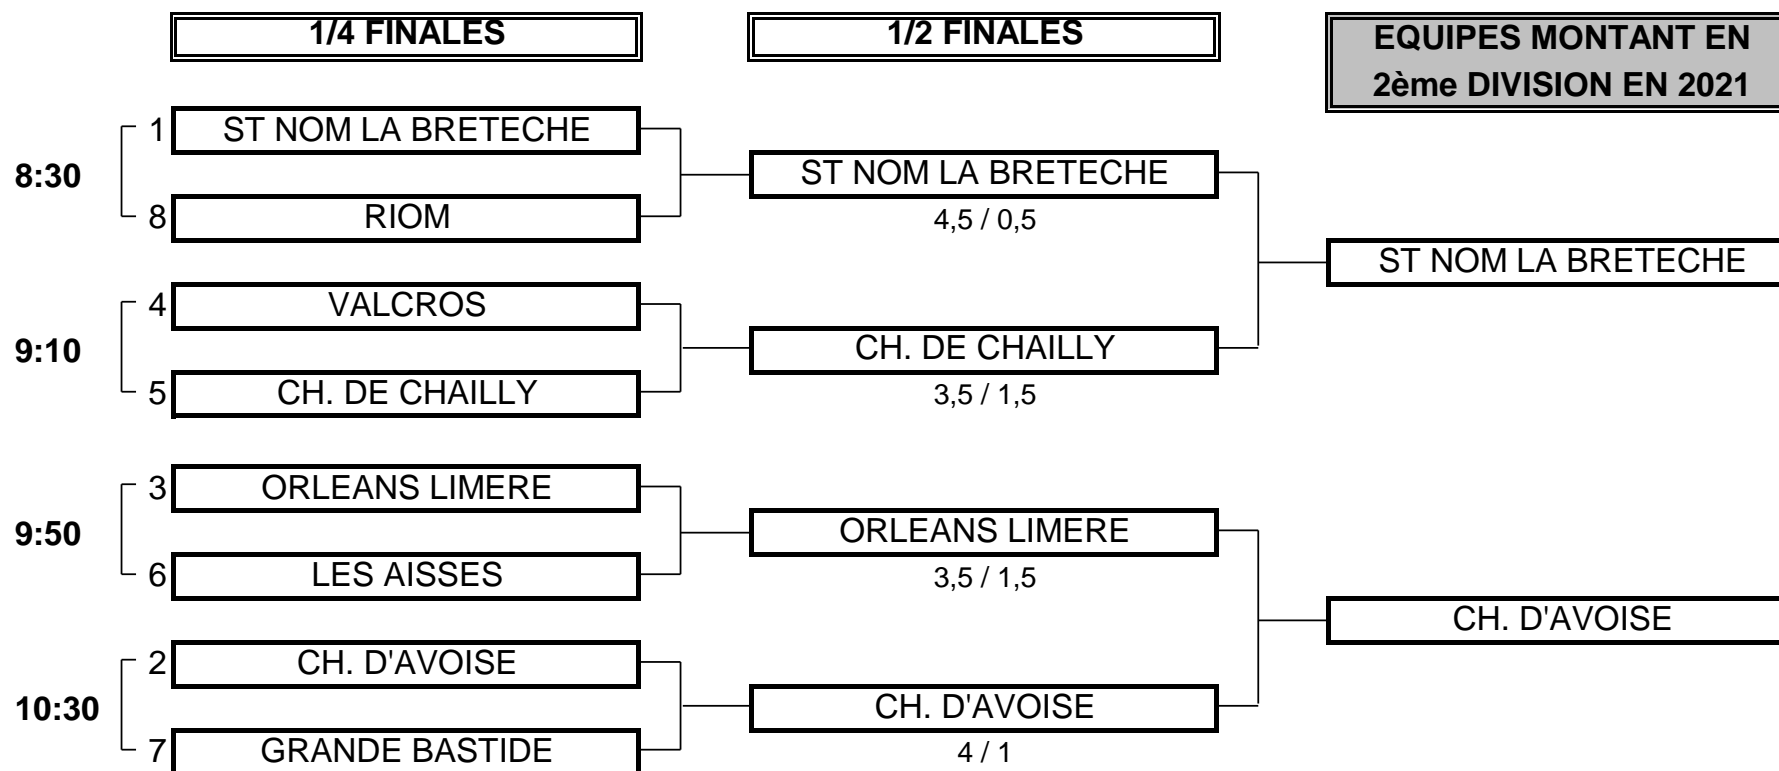 1/4 FINALES
1/2 FINALES
EQUIPES MONTANT EN
2ème DIVISION EN 2021
8:30
1 ST NOM LA BRETECHE
8 RIOM
ST NOM LA BRETECHE
4,5 / 0,5
ST NOM LA BRETECHE
9:10
4 VALCROS
5 CH. DE CHAILLY
CH. DE CHAILLY
3,5 / 1,5
9:50
3 ORLEANS LIMERE
6 LES AISSES
ORLEANS LIMERE
3,5 / 1,5
CH. D'AVOISE
10:30
2 CH. D'AVOISE
7 GRANDE BASTIDE
CH. D'AVOISE
4 / 1